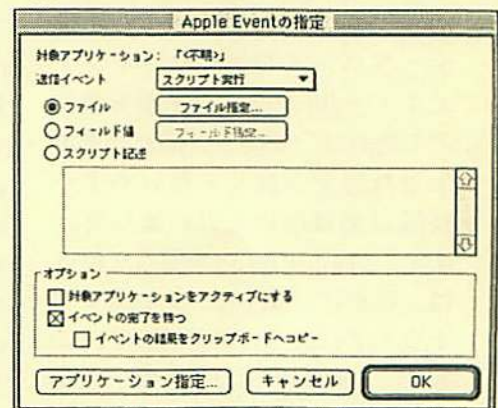 Apple Eventの指定
対象アプリケーション： 「<不明>」
送信イベント スクリプト実行
ファイル ファイル指定...
フィールド値 フィールド指定...
スクリプト記述
オプション
対象アプリケーションをアクティブにする
イベントの完了を待つ
イベントの結果をクリップボードへコピー
アプリケーション指定... キャンセル OK